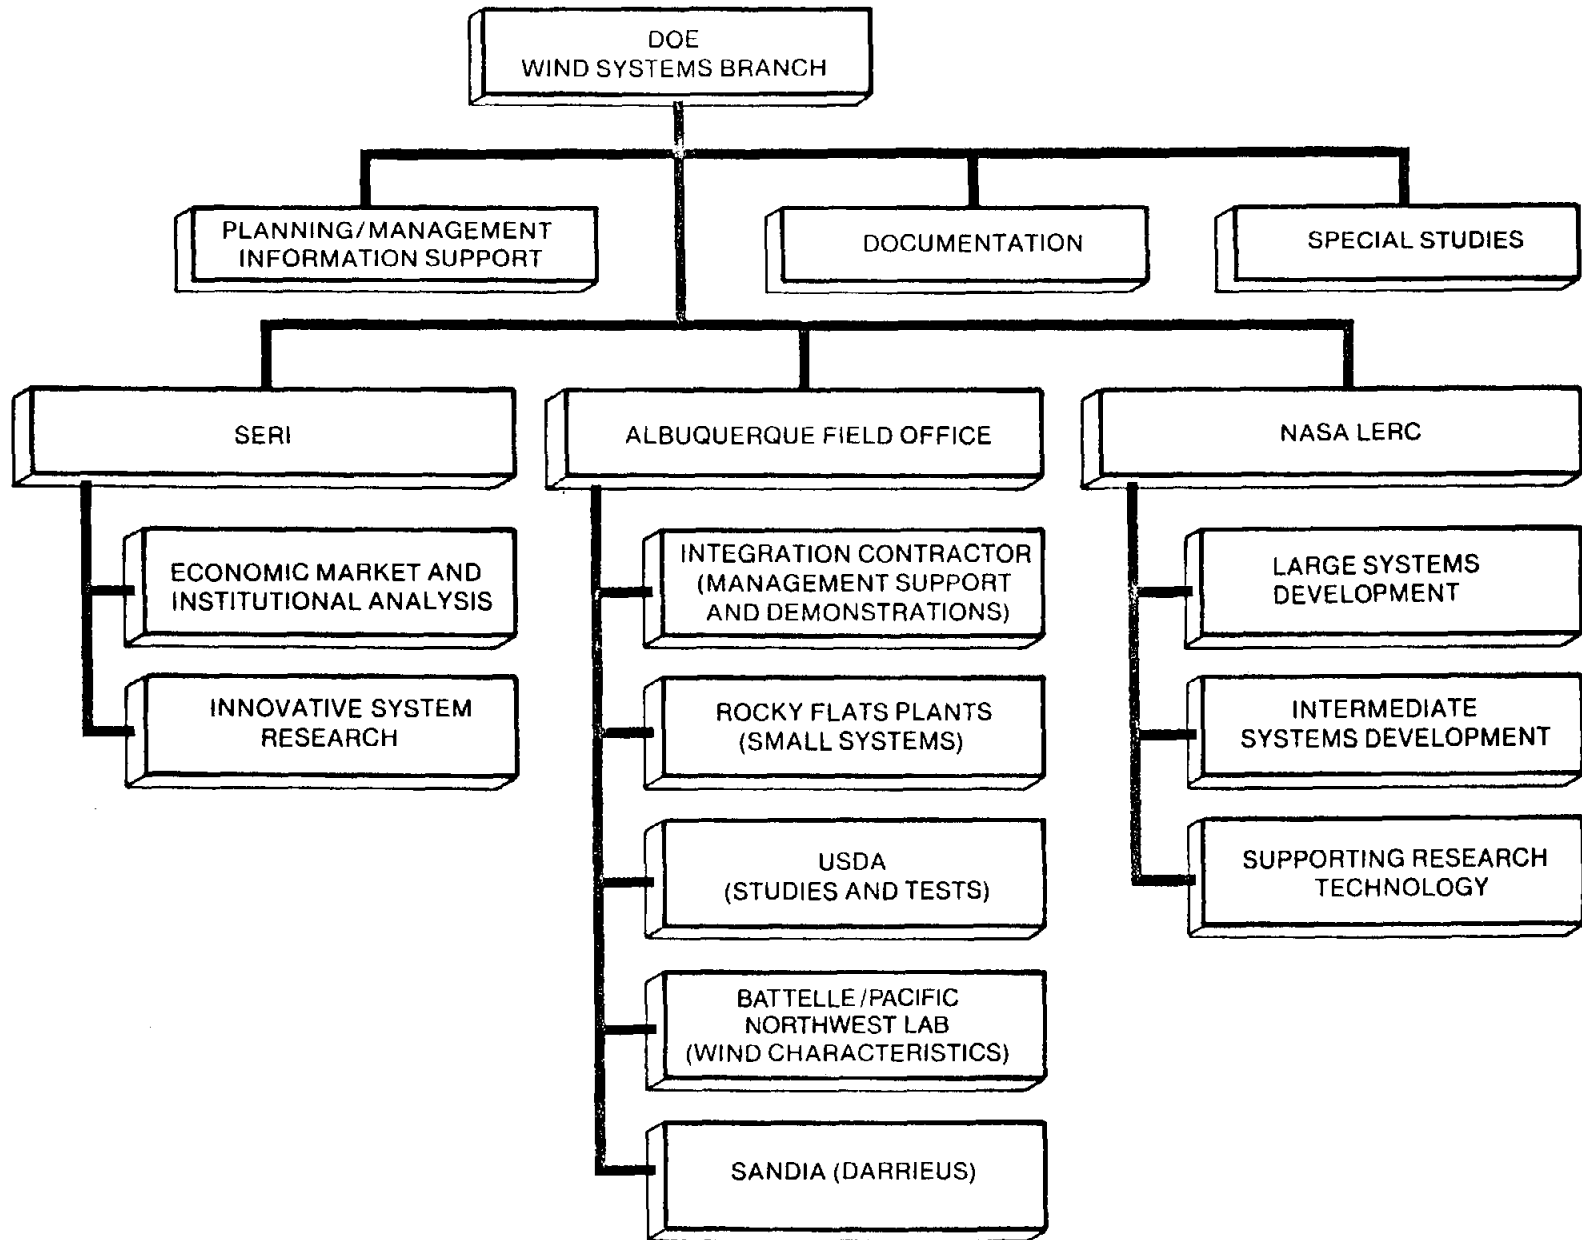 DOE
WIND SYSTEMS BRANCH
PLANNING/MANAGEMENT
INFORMATION SUPPORT
DOCUMENTATION
SPECIAL STUDIES
SERI
ALBUQUERQUE FIELD OFFICE
NASA LERC
ECONOMIC MARKET AND
INSTITUTIONAL ANALYSIS
INNOVATIVE SYSTEM
RESEARCH
INTEGRATION CONTRACTOR
(MANAGEMENT SUPPORT
AND DEMONSTRATIONS)
ROCKY FLATS PLANTS
(SMALL SYSTEMS)
USDA
(STUDIES AND TESTS)
BATTELLE/PACIFIC
NORTHWEST LAB
(WIND CHARACTERISTICS)
SANDIA (DARRIEUS)
LARGE SYSTEMS
DEVELOPMENT
INTERMEDIATE
SYSTEMS DEVELOPMENT
SUPPORTING RESEARCH
TECHNOLOGY